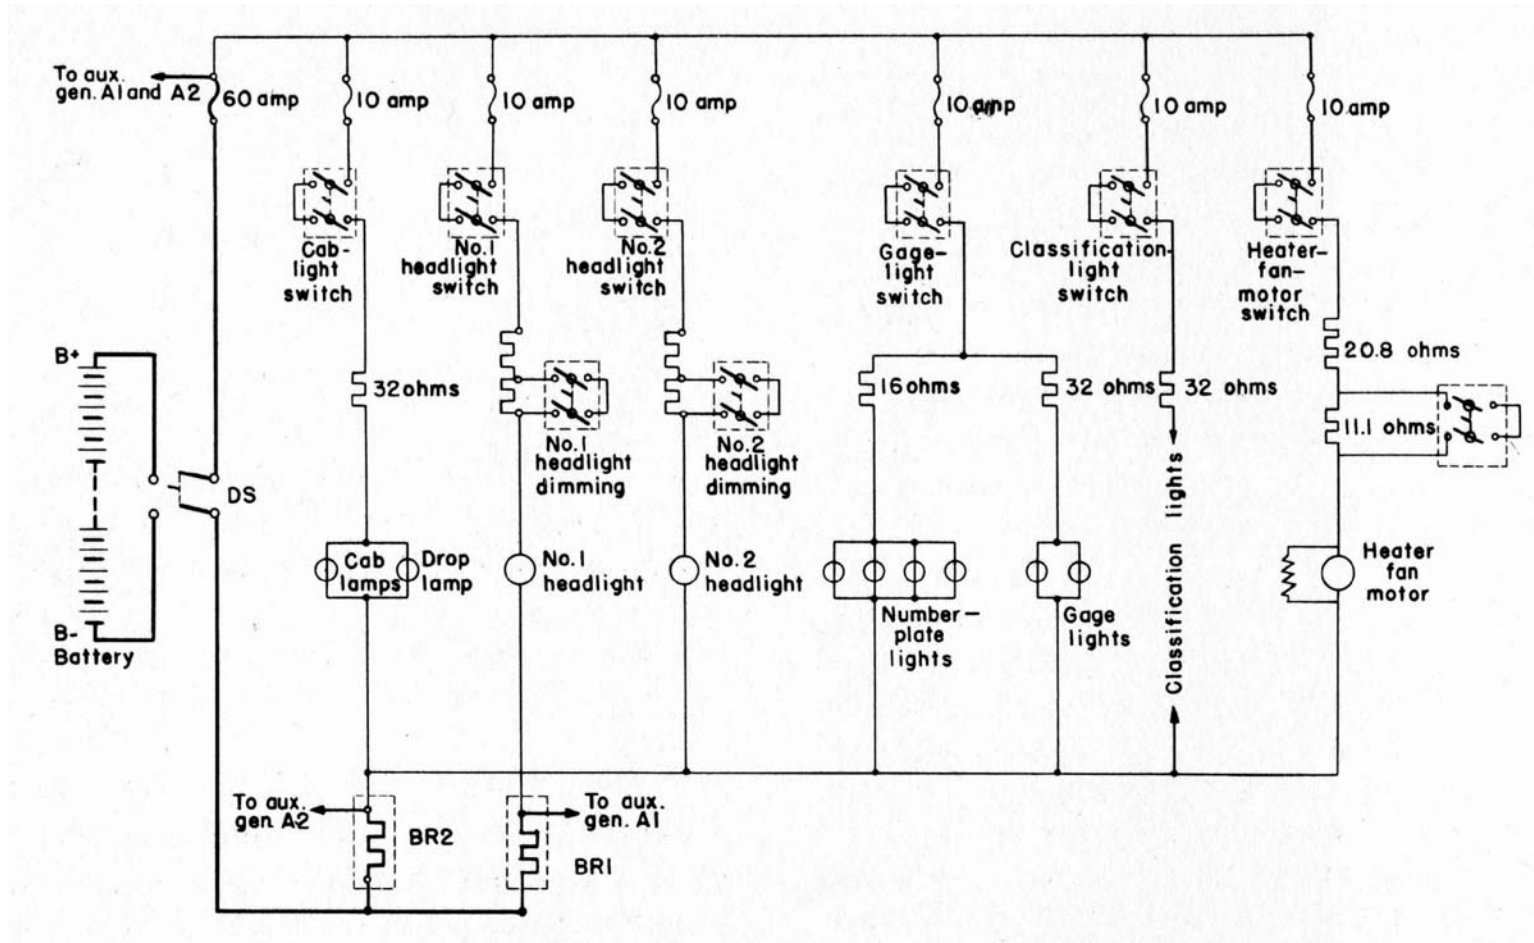 To aux.
gen. A1 and A2
60 amp
10 amp
10 amp
10 amp
10 amp
10 amp
10 amp
Cab-
light
switch
No.1
headlight
switch
No.2
headlight
switch
Gage-
light
switch
Classification-
light
switch
Heater-
fan-
motor
switch
B+
32 ohms
16 ohms
32 ohms
32 ohms
20.8 ohms
11.1 ohms
No.1
headlight
dimming
No.2
headlight
dimming
DS
Cab
lamps
Drop
lamp
No.1
headlight
No.2
headlight
Number-
plate
lights
Gage
lights
Classification lights
Heater
fan
motor
B-
Battery
To aux.
gen. A2
BR2
To aux.
gen. A1
BR1